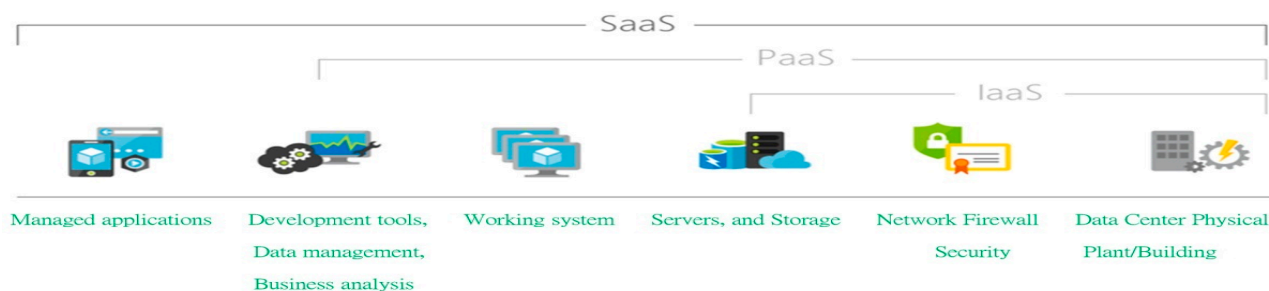 SaaS
PaaS
IaaS
Managed applications
Development tools,
Data management,
Business analysis
Working system
Servers, and Storage
Network Firewall
Security
Data Center Physical
Plant/Building